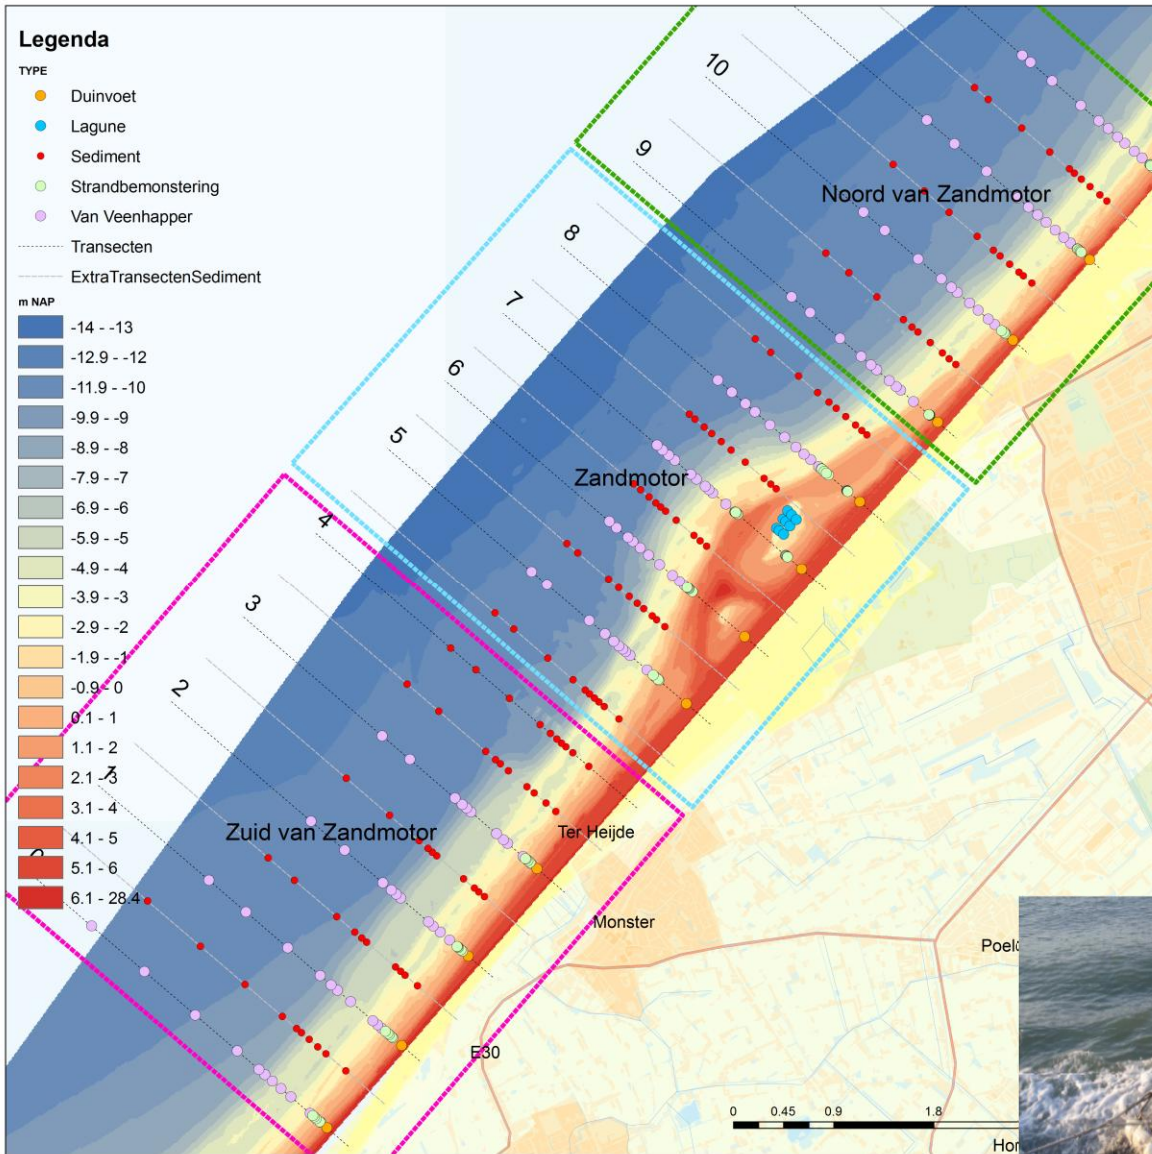 Legenda
TYPE
Duinvoet
Lagune
Sediment
Strandbemonstering
Van Veenhapper
Transecten
ExtraTransectenSediment
m NAP
-14 - -13
-12.9 - -12
-11.9 - -10
-9.9 - -9
-8.9 - -8
-7.9 - -7
-6.9 - -6
-5.9 - -5
-4.9 - -4
-3.9 - -3
-2.9 - -2
-1.9 - -1
-0.9 - 0
0.1 - 1
1.1 - 2
2.1 - 3
3.1 - 4
4.1 - 5
5.1 - 6
6.1 - 28.4
10
9
8
7
6
5
4
3
2
1
Noord van Zandmotor
Zandmotor
Zuid van Zandmotor
Ter Heijde
Monster
E30
0 0.45 0.9 1.8